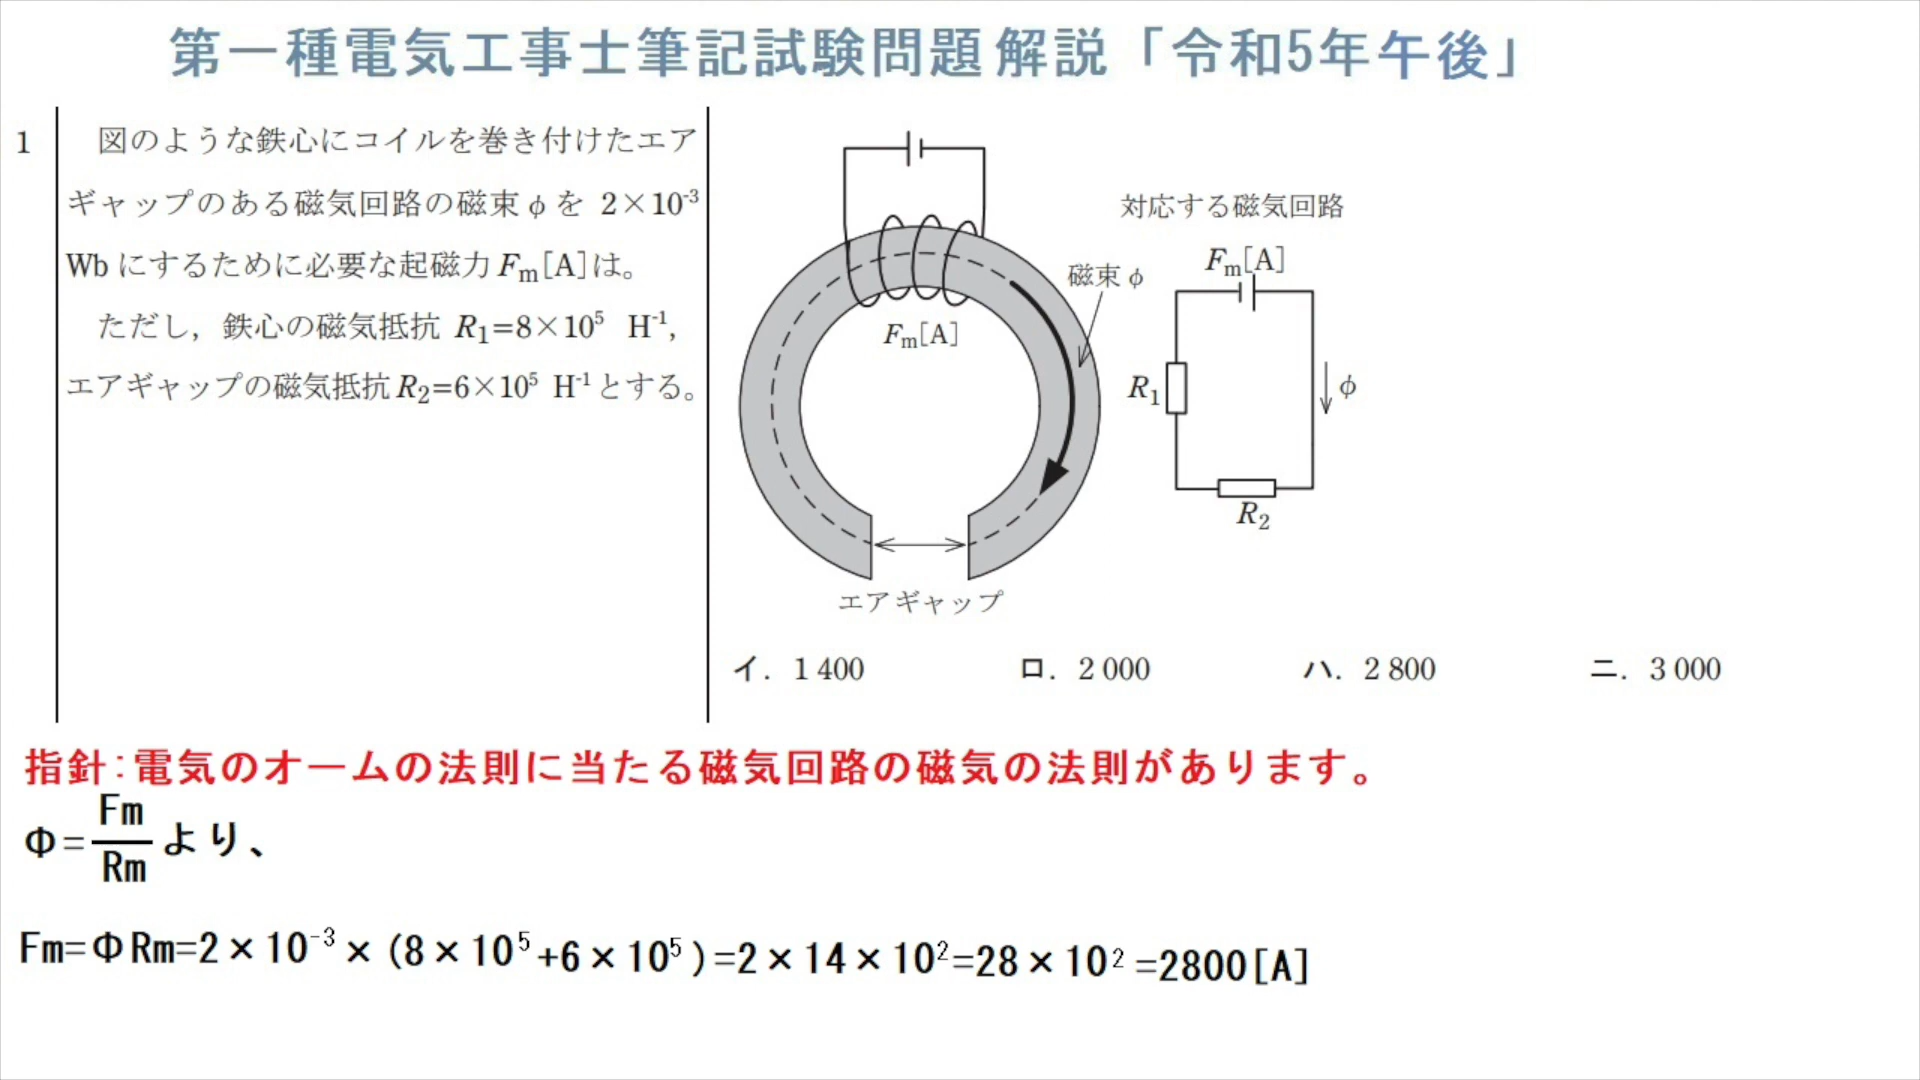 第一種電気工事士筆記試験問題解説「令和5年午後」
1
図のような鉄心にコイルを巻き付けたエア
ギャップのある磁気回路の磁束φを 2×10⁻³
Wb にするために必要な起磁力 Fm[A]は。
ただし，鉄心の磁気抵抗 R₁=8×10⁵ H⁻¹，
エアギャップの磁気抵抗 R₂=6×10⁵ H⁻¹とする。
Fm[A]
磁束φ
エアギャップ
対応する磁気回路
Fm[A]
R₁
φ
R₂
イ．1 400 ロ．2 000 ハ．2 800 ニ．3 000
指針:電気のオームの法則に当たる磁気回路の磁気の法則があります。
Φ=Fm/Rmより、
Fm=ΦRm=2×10⁻³×(8×10⁵+6×10⁵)=2×14×10²=28×10²=2800[A]